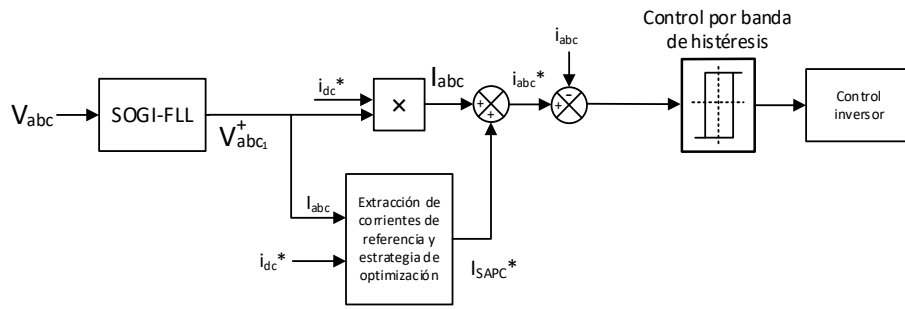 Control por banda
de histéresis
i_abc
i_dc*
I_abc
i_abc*
V_abc
SOGI-FLL
×
+
+
+
-
Control
inversor
V⁺_abc₁
I_abc
Extracción de
corrientes de
referencia y
estrategia de
optimización
i_dc*
I_SAPC*